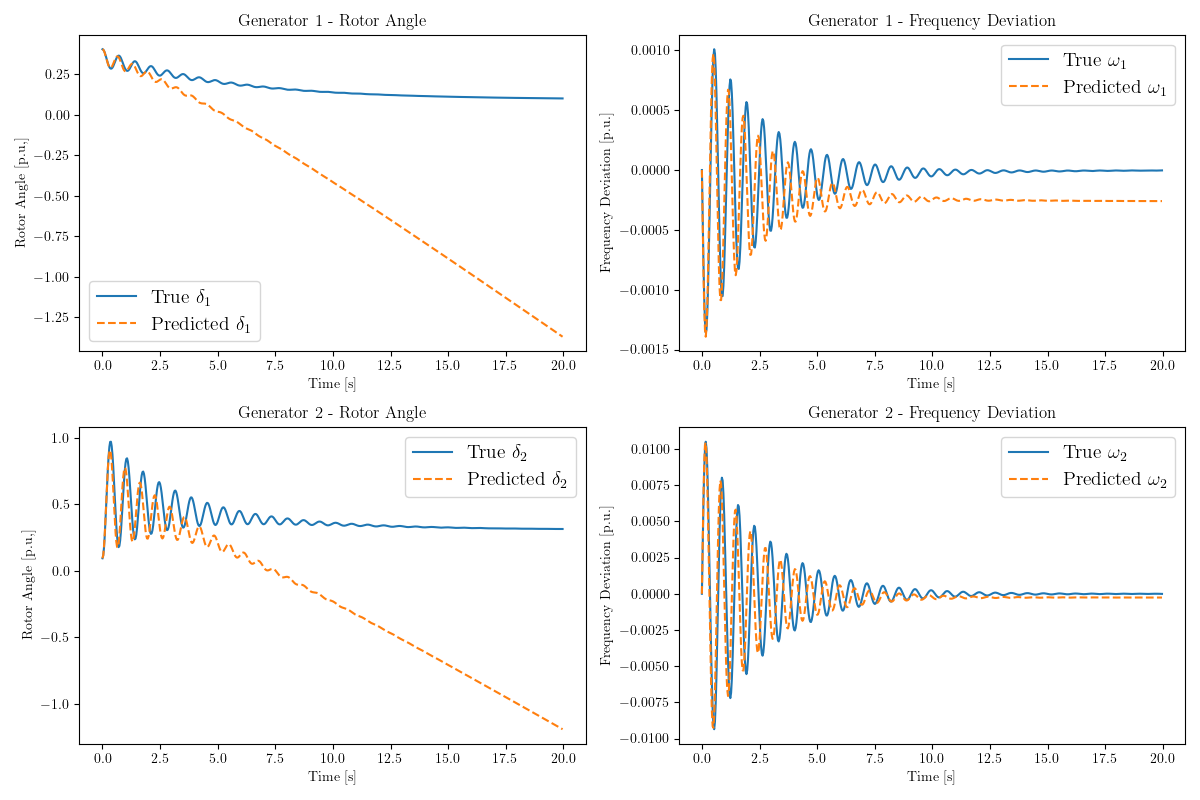 Generator 1 - Rotor Angle
0.25
0.00
−0.25
−0.50
−0.75
−1.00
−1.25
Rotor Angle [p.u,]
True δ₁
Predicted δ₁
0.0 2.5 5.0 7.5 10.0 12.5 15.0 17.5 20.0
Time [s]
Generator 1 - Frequency Deviation
0.0010
0.0005
0.0000
−0.0005
−0.0010
−0.0015
Frequency Deviation [p.u.]
True ω₁
Predicted ω₁
0.0 2.5 5.0 7.5 10.0 12.5 15.0 17.5 20.0
Time [s]
Generator 2 - Rotor Angle
1.0
0.5
0.0
−0.5
−1.0
Rotor Angle [p.u,]
True δ₂
Predicted δ₂
0.0 2.5 5.0 7.5 10.0 12.5 15.0 17.5 20.0
Time [s]
Generator 2 - Frequency Deviation
0.0100
0.0075
0.0050
0.0025
0.0000
−0.0025
−0.0050
−0.0075
−0.0100
Frequency Deviation [p.u.]
True ω₂
Predicted ω₂
0.0 2.5 5.0 7.5 10.0 12.5 15.0 17.5 20.0
Time [s]